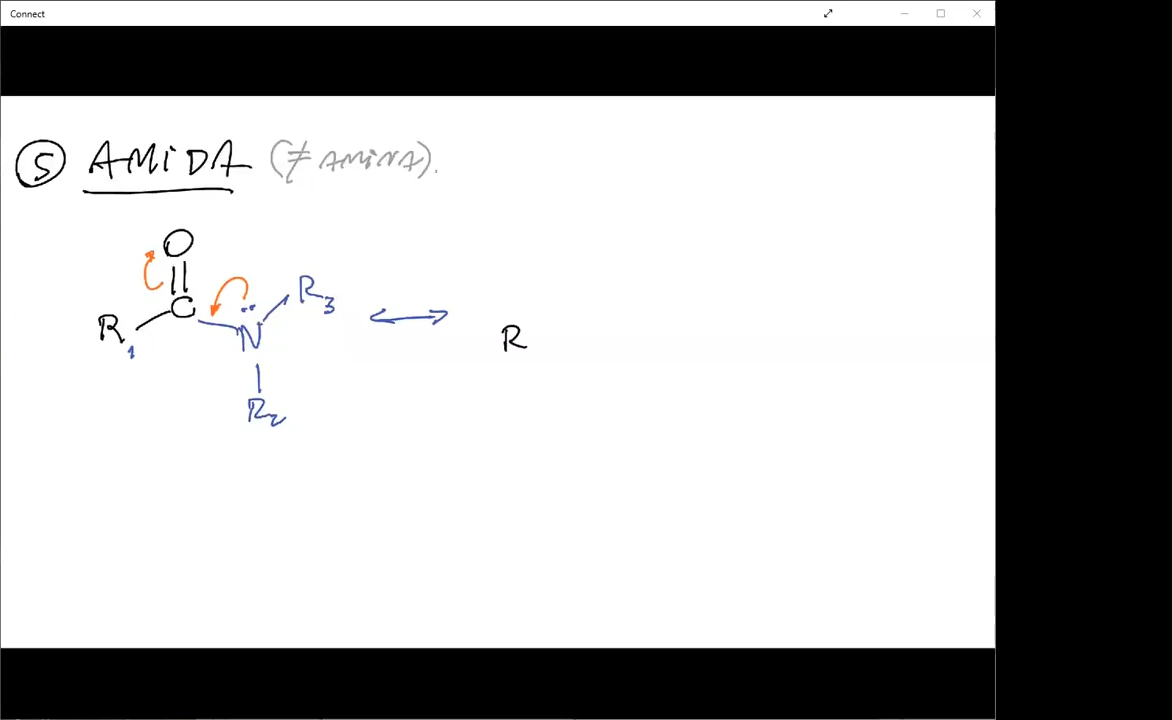 Connect
5 AMiDA (≠ AMiNA).
O
R3
C
R1 N R
R2